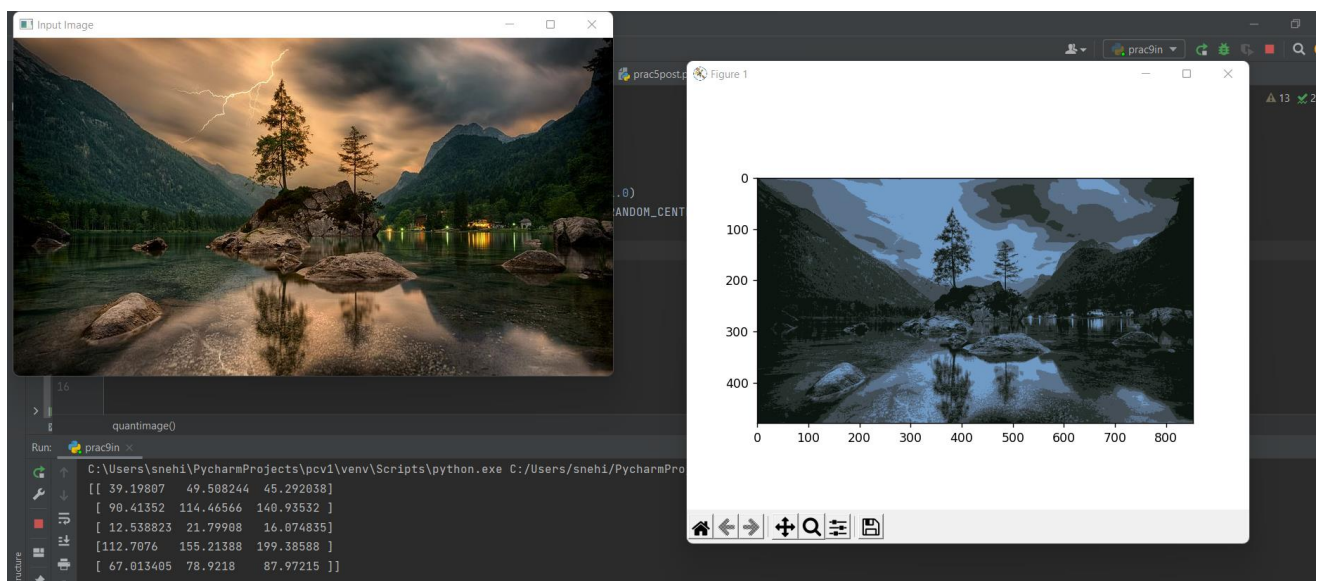 Input Image
prac9in
prac5post.p
Figure 1
13
2
.0)
RANDOM_CENT
0
100
200
300
400
0 100 200 300 400 500 600 700 800
16
quantimage()
Run: prac9in
C:\Users\snehi\PycharmProjects\pcv1\venv\Scripts\python.exe C:/Users/snehi/PycharmPro
[[ 39.19807 49.508244 45.292038]
[ 90.41352 114.46566 140.93532 ]
[ 12.538823 21.79908 16.074835]
[112.7076 155.21388 199.38588 ]
[ 67.013405 78.9218 87.97215 ]]
ructure